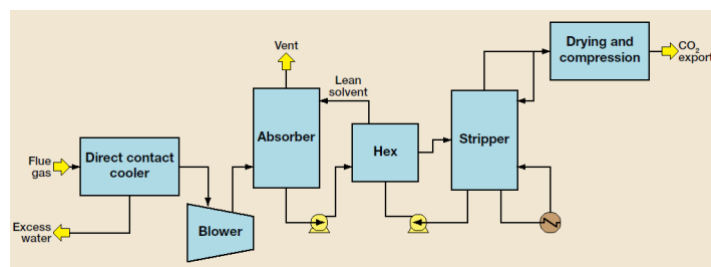 Flue
gas
Direct contact
cooler
Excess
water
Blower
Vent
Absorber
Lean
solvent
Hex
Stripper
Drying and
compression
CO₂
export